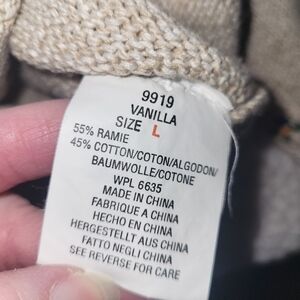 9919
VANILLA
SIZE L
55% RAMIE
45% COTTON/COTON/ALGODON/
BAUMWOLLE/COTONE
WPL 6635
MADE IN CHINA
FABRIQUE A CHINA
HECHO EN CHINA
HERGESTELLT AUS CHINA
FATTO NEGLI CHINA
SEE REVERSE FOR CARE